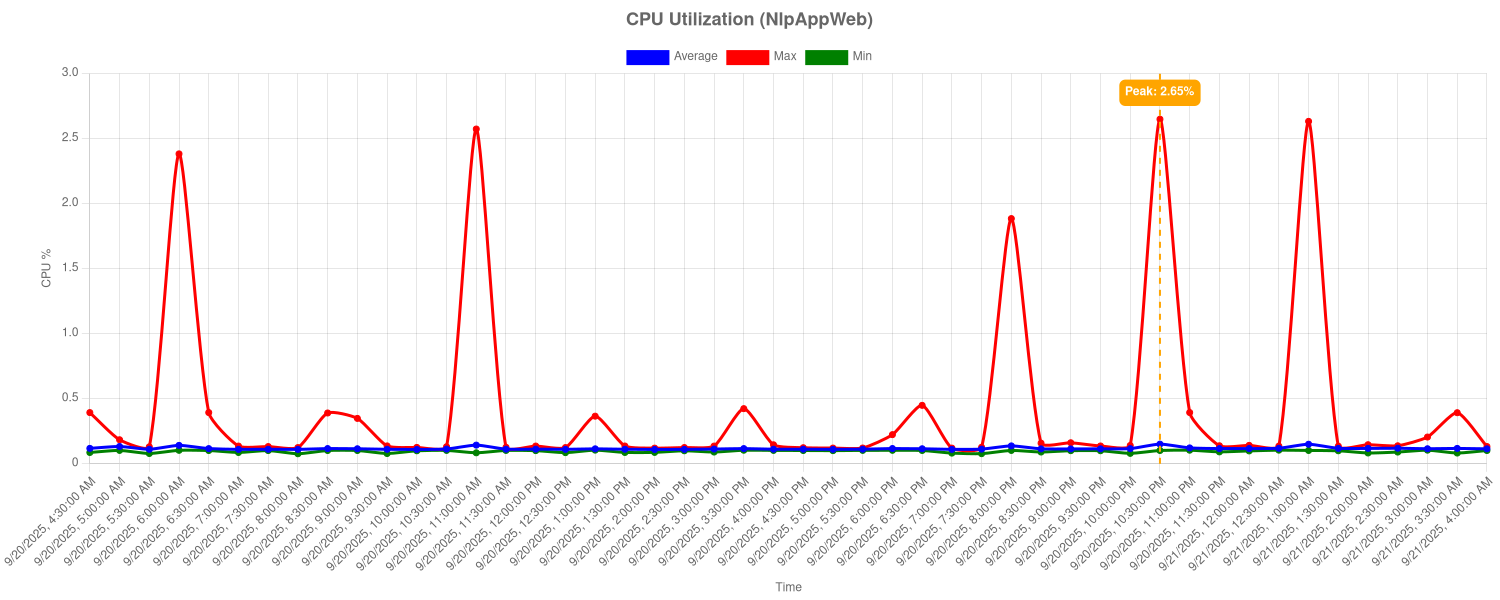 CPU Utilization (NlpAppWeb)
Average Max Min
3.0
Peak: 2.65%
2.5
2.0
1.5
CPU %
1.0
0.5
0
9/20/2025, 4:30:00 AM
9/20/2025, 5:00:00 AM
9/20/2025, 5:30:00 AM
9/20/2025, 6:00:00 AM
9/20/2025, 6:30:00 AM
9/20/2025, 7:00:00 AM
9/20/2025, 7:30:00 AM
9/20/2025, 8:00:00 AM
9/20/2025, 8:30:00 AM
9/20/2025, 9:00:00 AM
9/20/2025, 9:30:00 AM
9/20/2025, 10:00:00 AM
9/20/2025, 10:30:00 AM
9/20/2025, 11:00:00 AM
9/20/2025, 11:30:00 AM
9/20/2025, 12:00:00 PM
9/20/2025, 12:30:00 PM
9/20/2025, 1:00:00 PM
9/20/2025, 1:30:00 PM
9/20/2025, 2:00:00 PM
9/20/2025, 2:30:00 PM
9/20/2025, 3:00:00 PM
9/20/2025, 3:30:00 PM
9/20/2025, 4:00:00 PM
9/20/2025, 4:30:00 PM
9/20/2025, 5:00:00 PM
9/20/2025, 5:30:00 PM
9/20/2025, 6:00:00 PM
9/20/2025, 6:30:00 PM
9/20/2025, 7:00:00 PM
9/20/2025, 7:30:00 PM
9/20/2025, 8:00:00 PM
9/20/2025, 8:30:00 PM
9/20/2025, 9:00:00 PM
9/20/2025, 9:30:00 PM
9/20/2025, 10:00:00 PM
9/20/2025, 10:30:00 PM
9/20/2025, 11:00:00 PM
9/20/2025, 11:30:00 PM
9/21/2025, 12:00:00 AM
9/21/2025, 12:30:00 AM
9/21/2025, 1:00:00 AM
9/21/2025, 1:30:00 AM
9/21/2025, 2:00:00 AM
9/21/2025, 2:30:00 AM
9/21/2025, 3:00:00 AM
9/21/2025, 3:30:00 AM
9/21/2025, 4:00:00 AM
Time